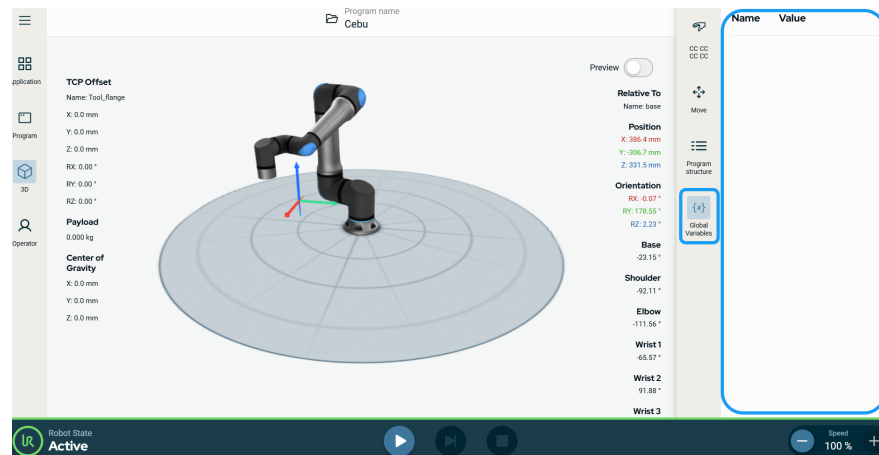 Program name
Cebu
Application
Program
3D
Operator
TCP Offset
Name: Tool_flange
X: 0.0 mm
Y: 0.0 mm
Z: 0.0 mm
RX: 0.00 °
RY: 0.00 °
RZ: 0.00 °
Payload
0.000 kg
Center of
Gravity
X: 0.0 mm
Y: 0.0 mm
Z: 0.0 mm
Preview
Relative To
Name: base
Position
X: 386.4 mm
Y: -306.7 mm
Z: 331.5 mm
Orientation
RX: -0.07 °
RY: 178.55 °
RZ: 2.23 °
Base
-23.15 °
Shoulder
-92.11 °
Elbow
-111.56 °
Wrist 1
-65.57 °
Wrist 2
91.88 °
Wrist 3
CC CC
CC CC
Move
Program
structure
{x}
Global
Variables
Name Value
Robot State
Active
Speed
100 %